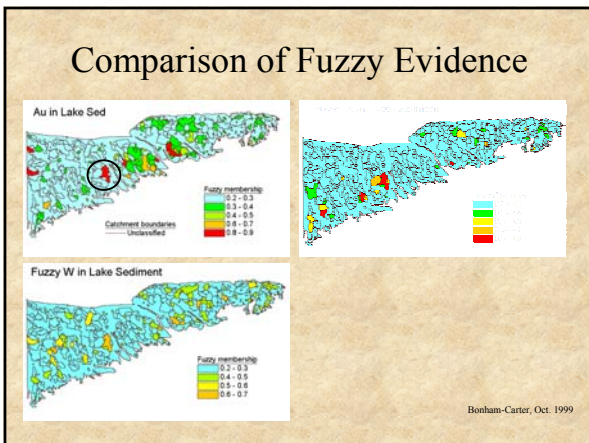 Comparison of Fuzzy Evidence
Au in Lake Sed
Fuzzy membership
0.2 - 0.3
0.3 - 0.4
0.4 - 0.5
0.6 - 0.7
0.8 - 0.9
Catchment boundaries
Unclassified
Fuzzy W in Lake Sediment
Fuzzy membership
0.2 - 0.3
0.4 - 0.5
0.5 - 0.6
0.6 - 0.7
Bonham-Carter, Oct. 1999